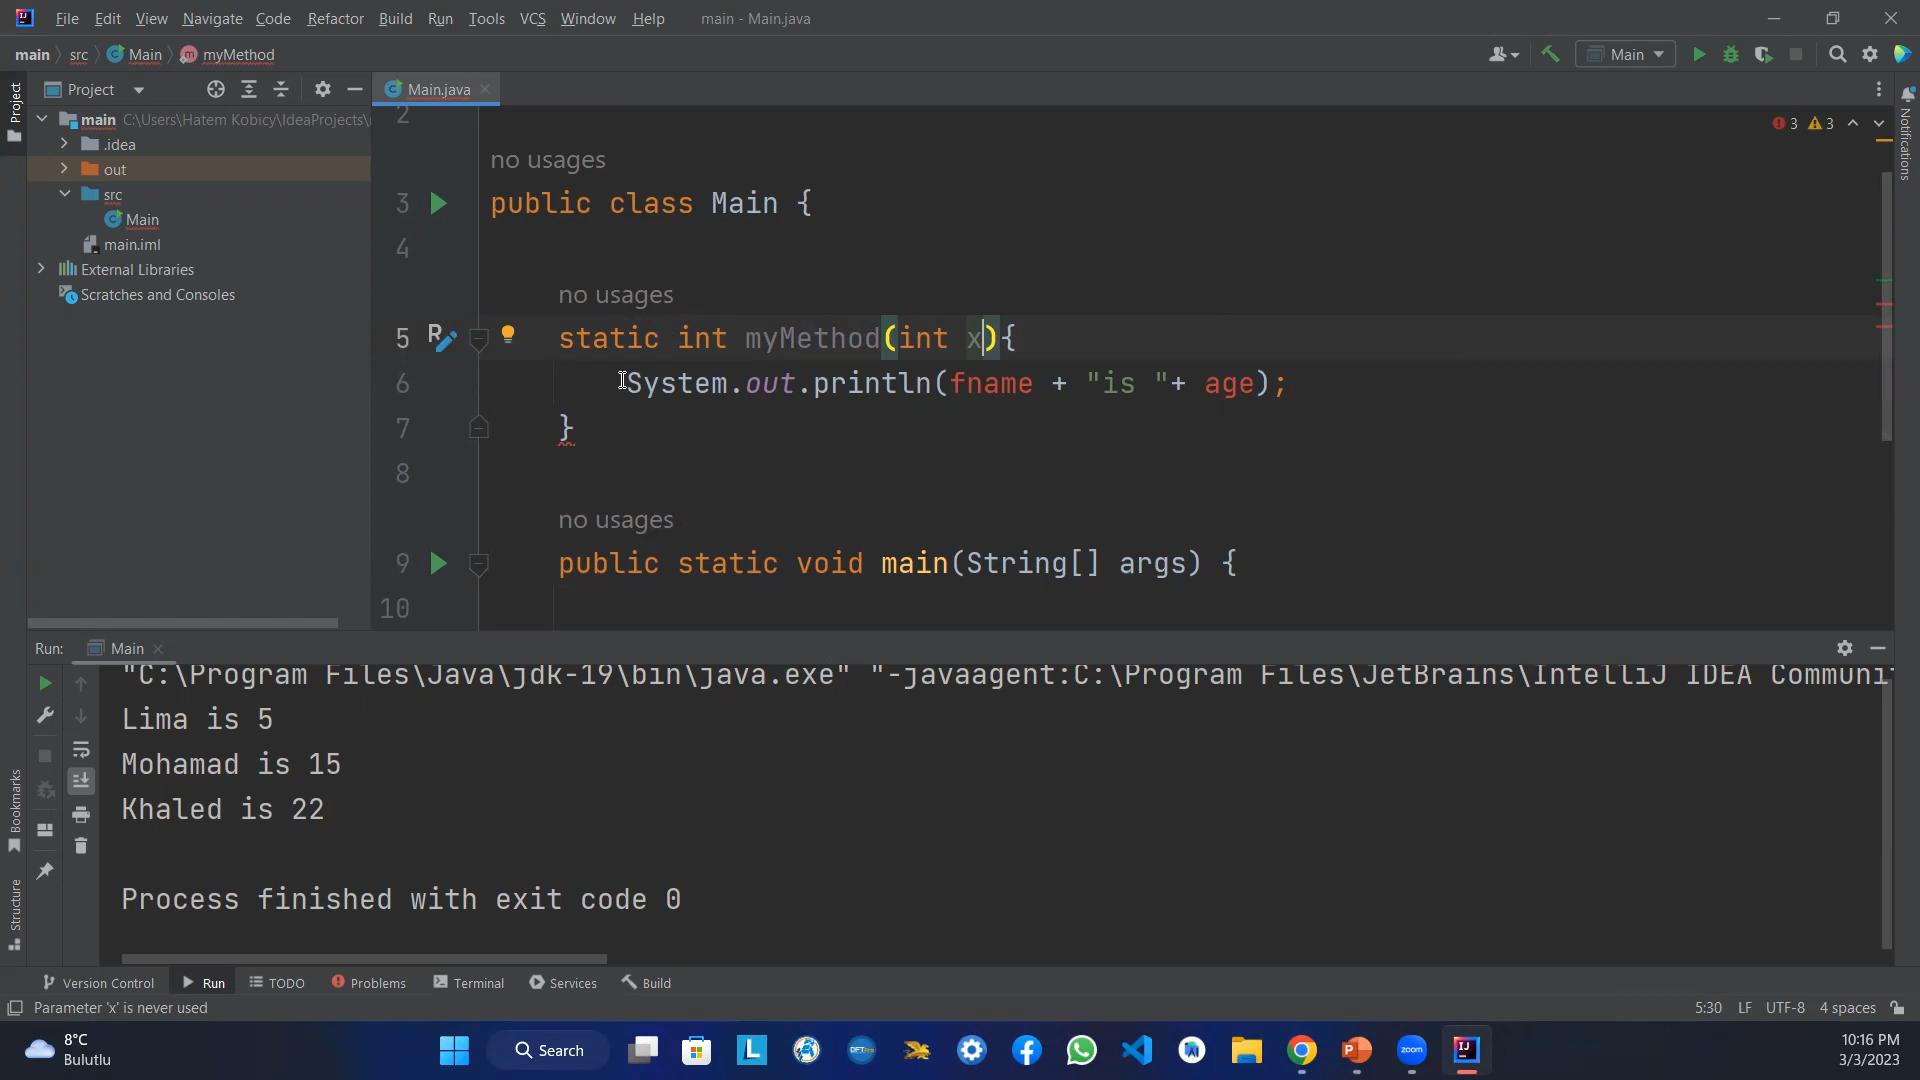 File Edit View Navigate Code Refactor Build Run Tools VCS Window Help main - Main.java
main src Main myMethod Main
Project Main.java
main C:\Users\Hatem Kobicy\IdeaProjects\
.idea
out
src
Main
main.iml
External Libraries
Scratches and Consoles
Project
Bookmarks
Structure
Notifications
3 3
2
no usages
3 public class Main {
4
no usages
5 static int myMethod(int x){
6 System.out.println(fname + "is "+ age);
7 }
8
no usages
9 public static void main(String[] args) {
10
Run: Main
"C:\Program Files\Java\jdk-19\bin\java.exe" "-javaagent:C:\Program Files\JetBrains\IntelliJ IDEA Communi
Lima is 5
Mohamad is 15
Khaled is 22
Process finished with exit code 0
Version Control Run TODO Problems Terminal Services Build
Parameter 'x' is never used 5:30 LF UTF-8 4 spaces
8°C
Bulutlu
Search
zoom
10:16 PM
3/3/2023